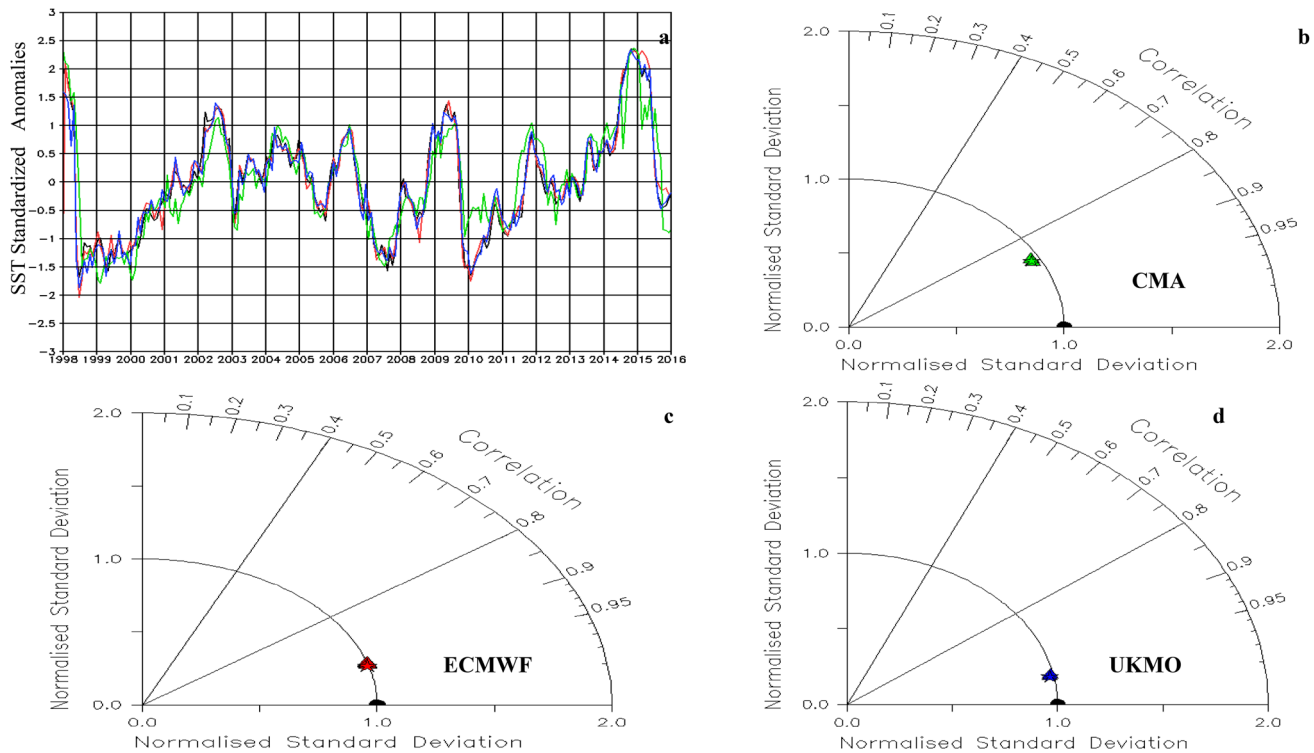 a
SST Standardized Anomalies
3
2.5
2
1.5
1
0.5
0
−0.5
−1
−1.5
−2
−2.5
−3
1998 1999 2000 2001 2002 2003 2004 2005 2006 2007 2008 2009 2010 2011 2012 2013 2014 2015 2016
b
Normalised Standard Deviation
2.0
1.0
0.0
0.1 0.2 0.3 0.4 0.5 0.6 0.7 0.8 0.9 0.95
Correlation
CMA
0.0 1.0 2.0
Normalised Standard Deviation
c
Normalised Standard Deviation
2.0
1.0
0.0
0.1 0.2 0.3 0.4 0.5 0.6 0.7 0.8 0.9 0.95
Correlation
ECMWF
0.0 1.0 2.0
Normalised Standard Deviation
d
Normalised Standard Deviation
2.0
1.0
0.0
0.1 0.2 0.3 0.4 0.5 0.6 0.7 0.8 0.9 0.95
Correlation
UKMO
0.0 1.0 2.0
Normalised Standard Deviation